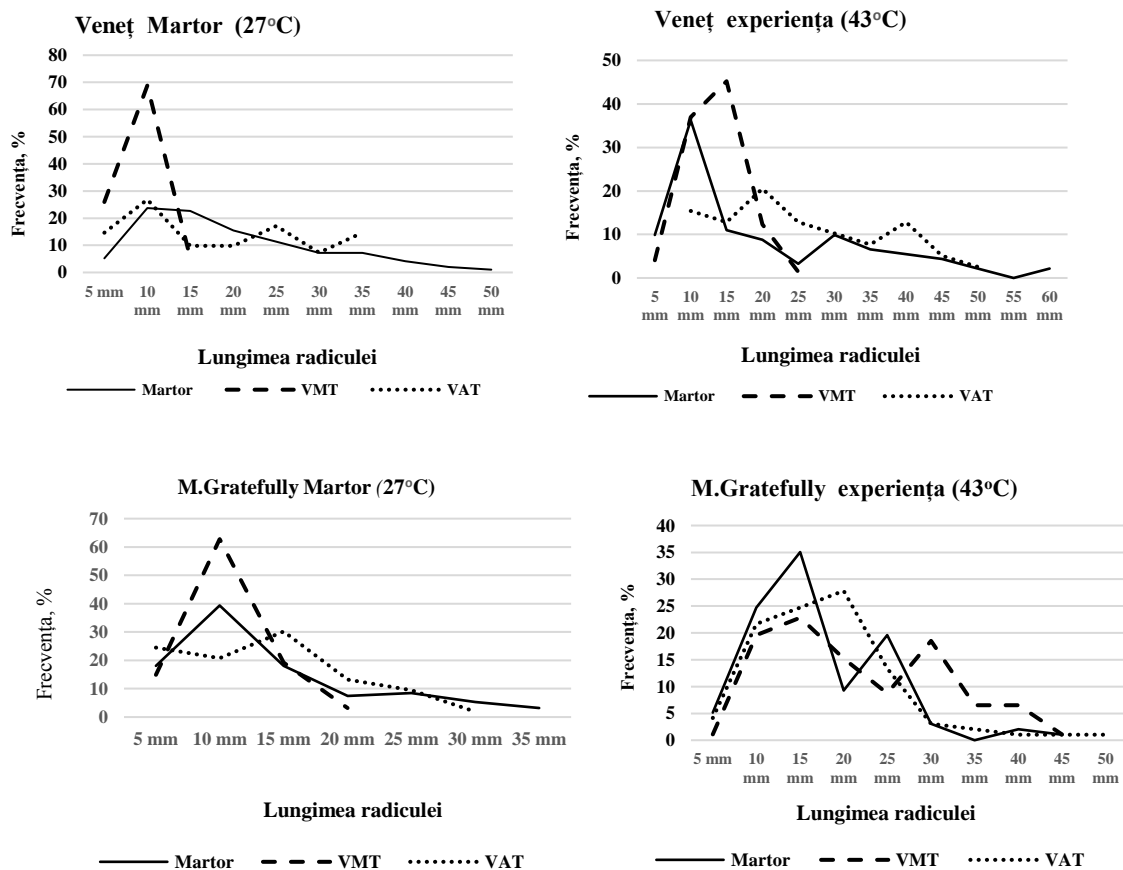 Veneț Martor (27°C)
Frecvența, %
80
70
60
50
40
30
20
10
0
5 mm 10 mm 15 mm 20 mm 25 mm 30 mm 35 mm 40 mm 45 mm 50 mm
Lungimea radiculei
Martor VMT VAT
Veneț experiența (43°C)
Frecvența, %
50
40
30
20
10
0
5 mm 10 mm 15 mm 20 mm 25 mm 30 mm 35 mm 40 mm 45 mm 50 mm 55 mm 60 mm
Lungimea radiculei
Martor VMT VAT
M.Gratefully Martor (27°C)
Frecvența, %
70
60
50
40
30
20
10
0
5 mm 10 mm 15 mm 20 mm 25 mm 30 mm 35 mm
Lungimea radiculei
Martor VMT VAT
M.Gratefully experiența (43°C)
Frecvența, %
40
35
30
25
20
15
10
5
0
5 mm 10 mm 15 mm 20 mm 25 mm 30 mm 35 mm 40 mm 45 mm 50 mm
Lungimea radiculei
Martor VMT VAT